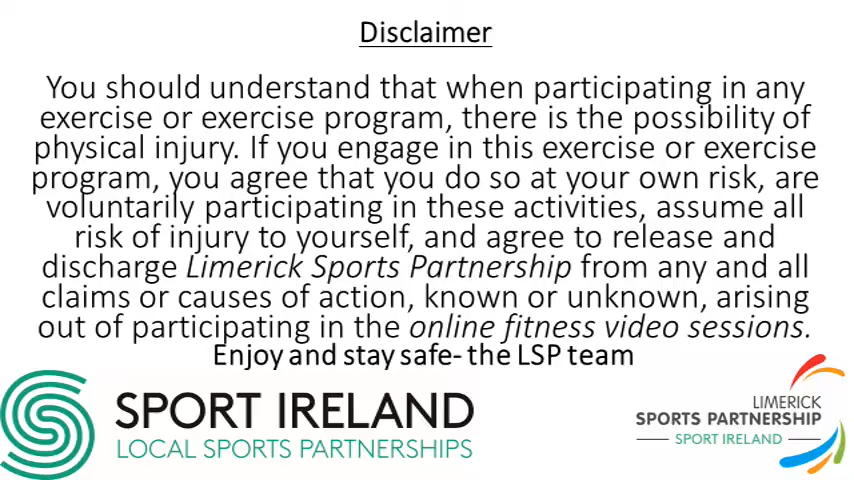 Disclaimer
You should understand that when participating in any
exercise or exercise program, there is the possibility of
physical injury. If you engage in this exercise or exercise
program, you agree that you do so at your own risk, are
voluntarily participating in these activities, assume all
risk of injury to yourself, and agree to release and
discharge Limerick Sports Partnership from any and all
claims or causes of action, known or unknown, arising
out of participating in the online fitness video sessions.
Enjoy and stay safe- the LSP team
SPORT IRELAND
LOCAL SPORTS PARTNERSHIPS
LIMERICK
SPORTS PARTNERSHIP
SPORT IRELAND